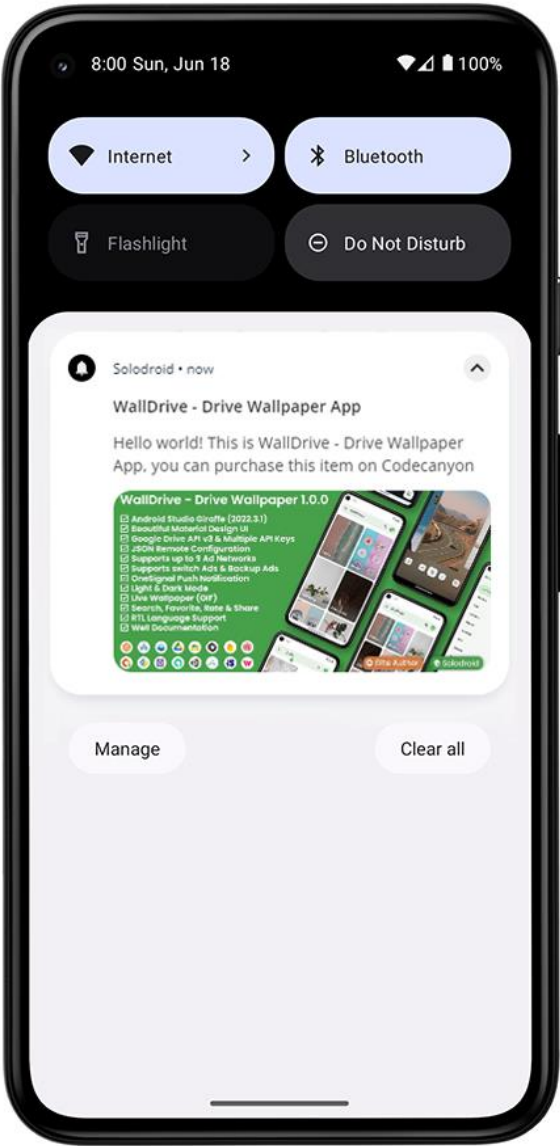 8:00 Sun, Jun 18
100%
Internet
Bluetooth
Flashlight
Do Not Disturb
Solodroid • now
WallDrive - Drive Wallpaper App
Hello world! This is WallDrive - Drive Wallpaper
App, you can purchase this item on Codecanyon
WallDrive - Drive Wallpaper 1.0.0
Android Studio Giraffe (2022.3.1)
Beautiful Material Design UI
Google Drive API v3 & Multiple API Keys
JSON Remote Configuration
Supports up to 9 Ad Networks
Supports switch Ads & Backup Ads
OneSignal Push Notification
Light & Dark Mode
Live Wallpaper (GIF)
Search, Favorite, Rate & Share
RTL Language Support
Well Documentation
Elite Author
Solodroid
Manage
Clear all